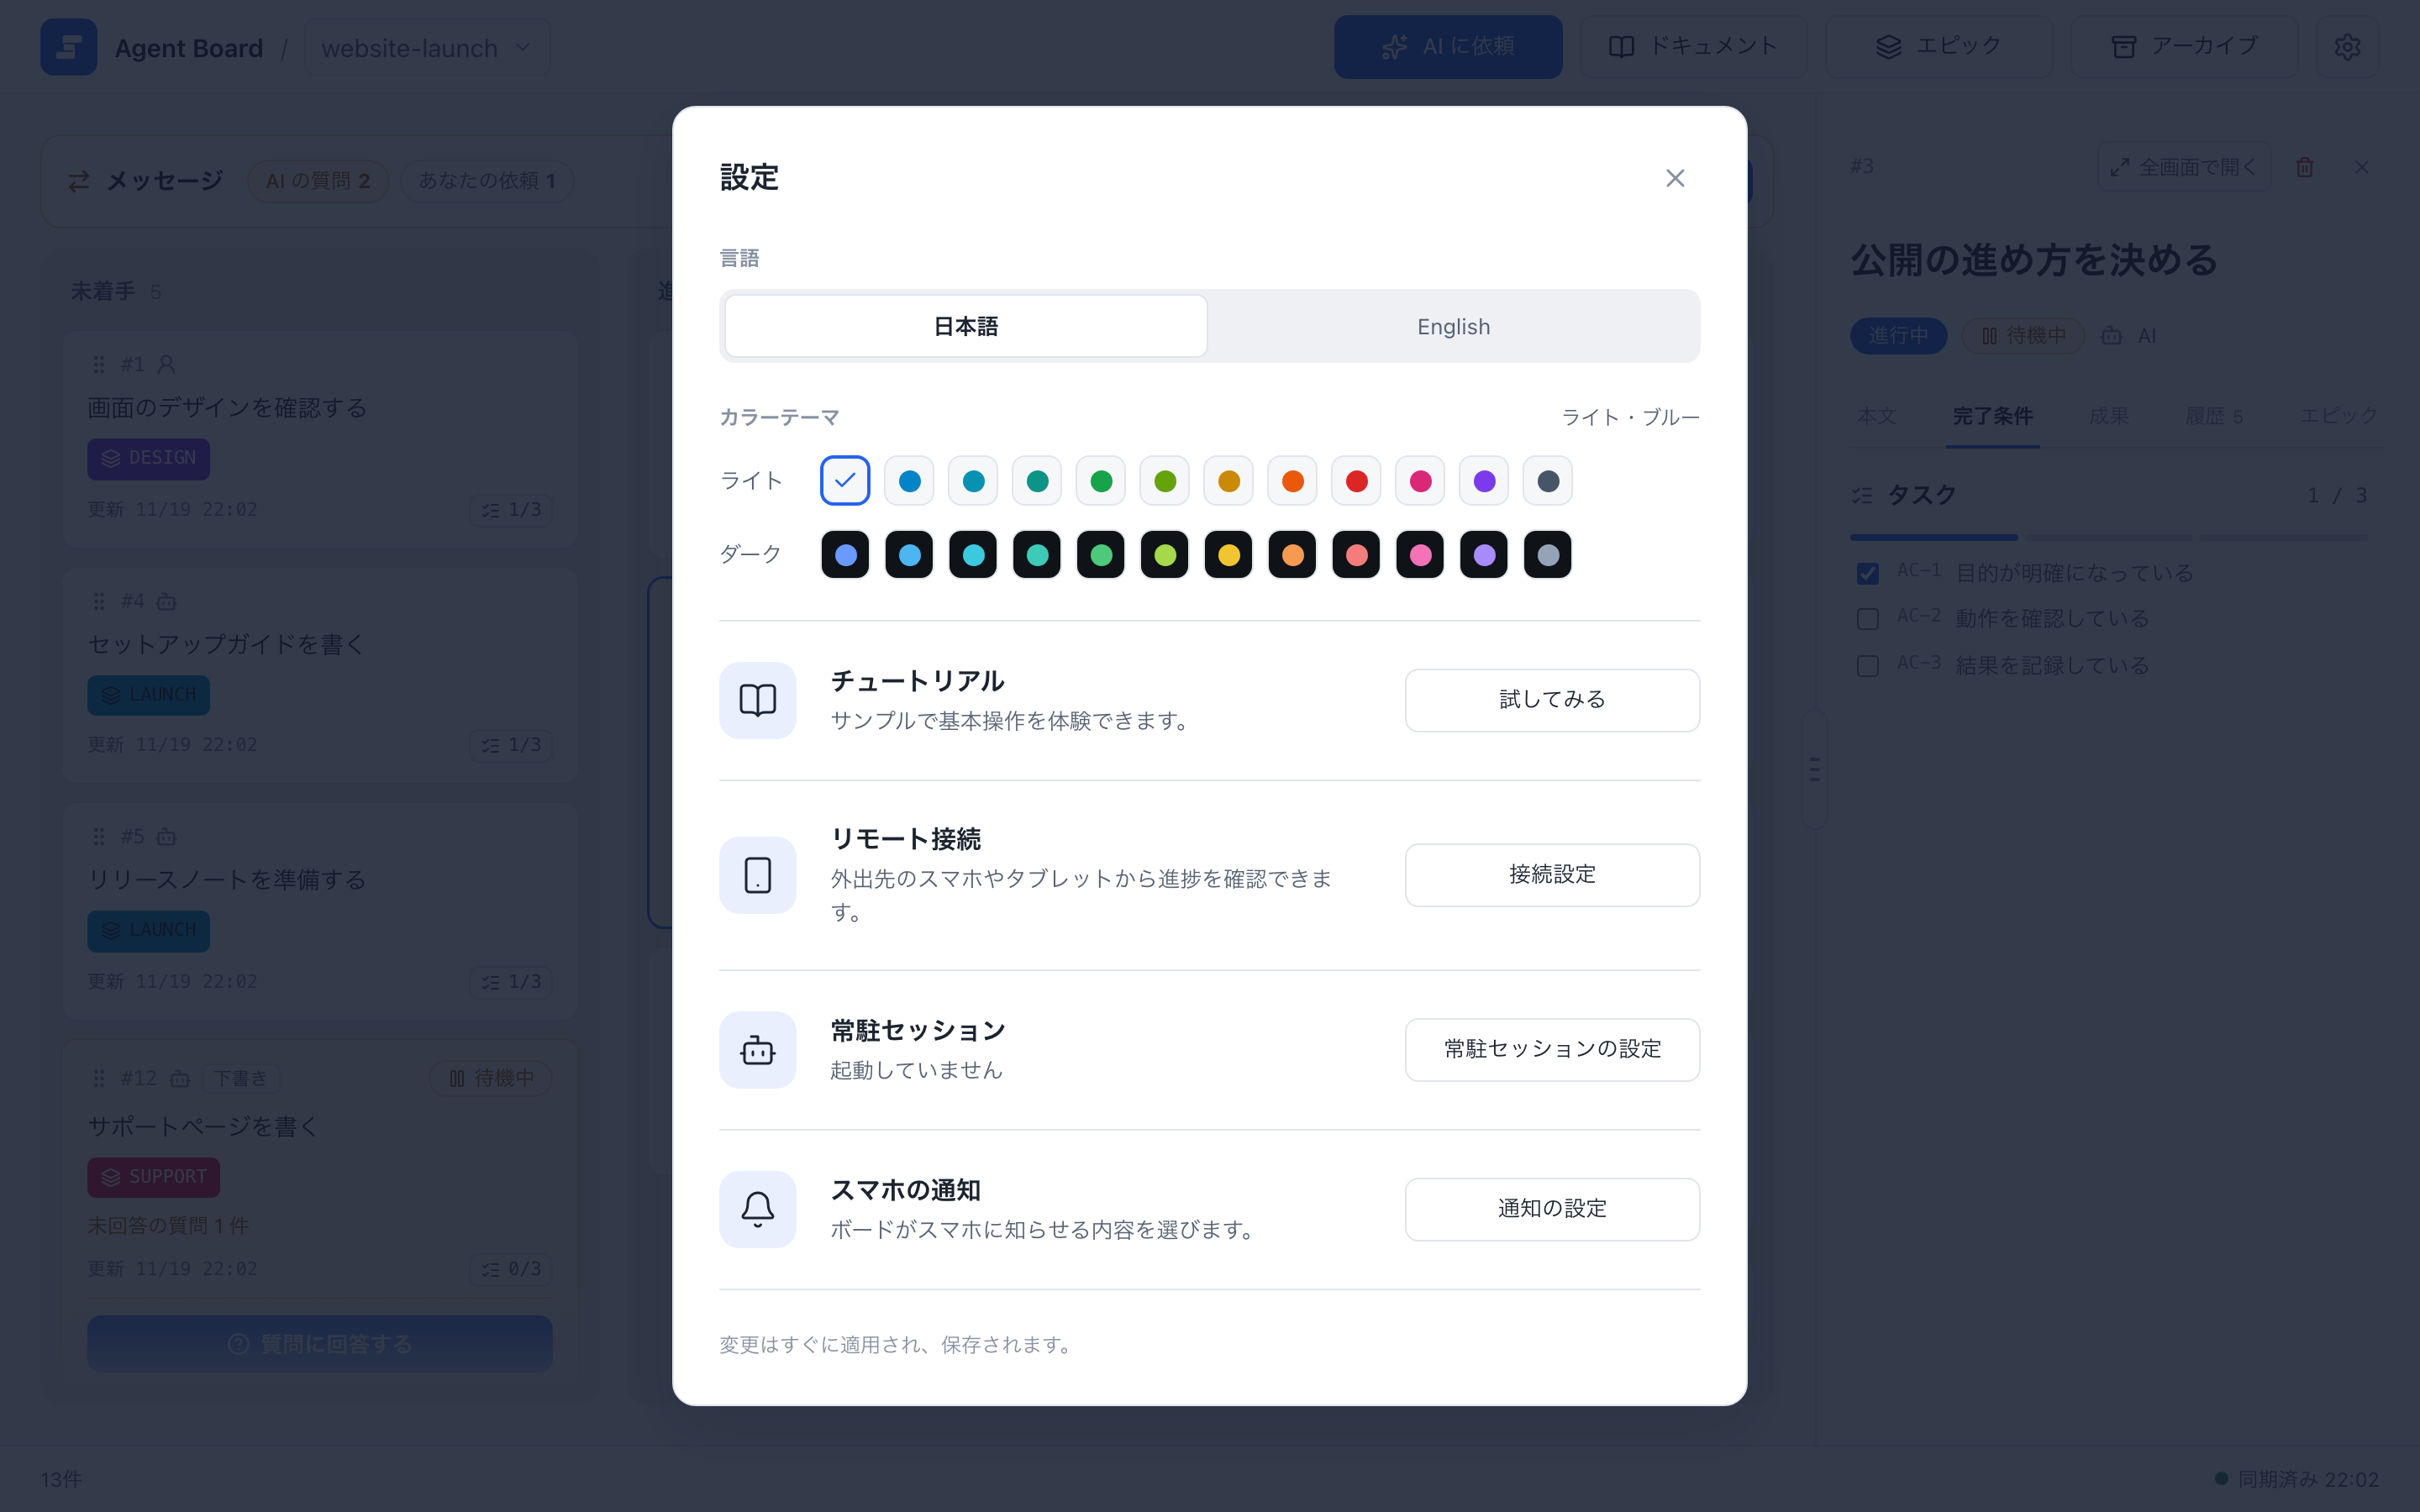 Agent Board / website-launch
AI に依頼
ドキュメント
エピック
アーカイブ
メッセージ
AI の質問 2
あなたの依頼 1
未着手 5
#1
画面のデザインを確認する
DESIGN
更新 11/19 22:02
1/3
#4
セットアップガイドを書く
LAUNCH
更新 11/19 22:02
1/3
#5
リリースノートを準備する
LAUNCH
更新 11/19 22:02
1/3
#12
下書き
待機中
サポートページを書く
SUPPORT
未回答の質問 1 件
更新 11/19 22:02
0/3
質問に回答する
進
設定
言語
日本語
English
カラーテーマ
ライト・ブルー
ライト
ダーク
チュートリアル
サンプルで基本操作を体験できます。
試してみる
リモート接続
外出先のスマホやタブレットから進捗を確認できま
す。
接続設定
常駐セッション
起動していません
常駐セッションの設定
スマホの通知
ボードがスマホに知らせる内容を選びます。
通知の設定
変更はすぐに適用され、保存されます。
#3
全画面で開く
公開の進め方を決める
進行中
待機中
AI
本文
完了条件
成果
履歴 5
エピック
タスク
1 / 3
AC-1 目的が明確になっている
AC-2 動作を確認している
AC-3 結果を記録している
13件
同期済み 22:02